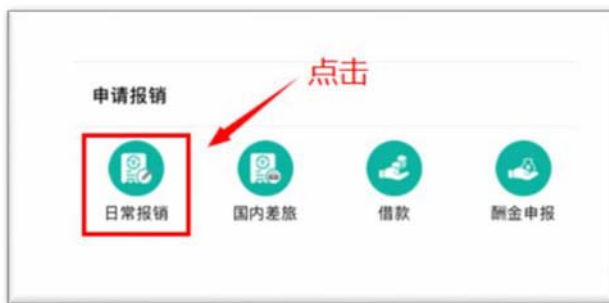 点击
申请报销
日常报销
国内差旅
借款
酬金申报